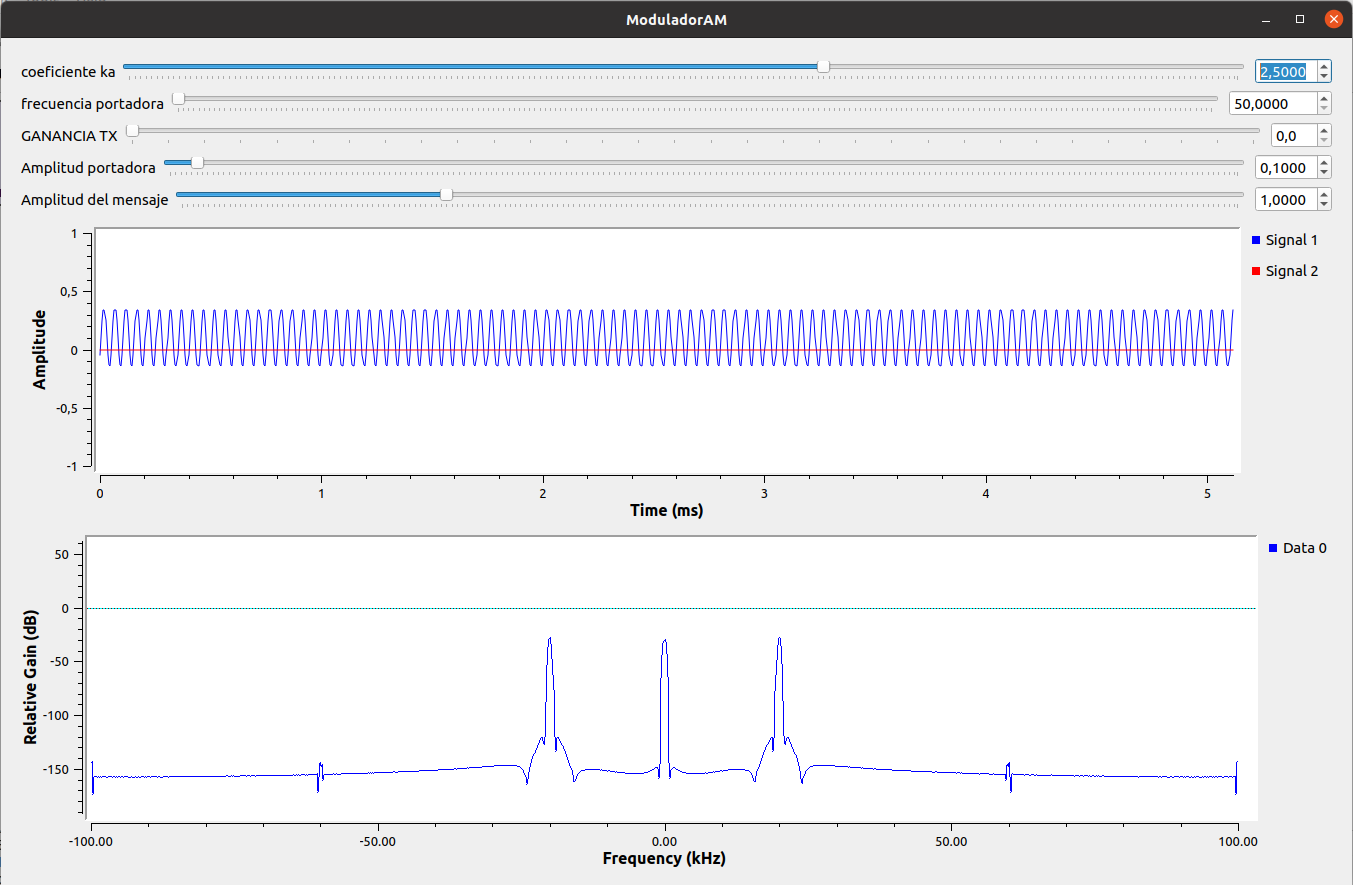 ModuladorAM
coeficiente ka 2,5000
frecuencia portadora 50,0000
GANANCIA TX 0,0
Amplitud portadora 0,1000
Amplitud del mensaje 1,0000
1
0,5
0
-0,5
-1
Amplitude
0 1 2 3 4 5
Time (ms)
Signal 1
Signal 2
50
0
-50
-100
-150
Relative Gain (dB)
-100.00 -50.00 0.00 50.00 100.00
Frequency (kHz)
Data 0